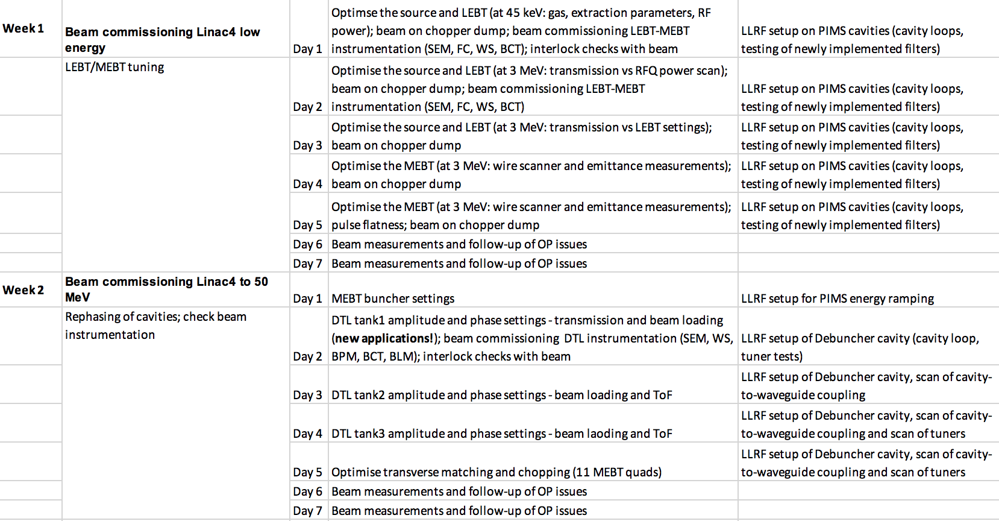 Week 1
Beam commissioning Linac4 low
energy
Day 1
Optimse the source and LEBT (at 45 keV: gas, extraction parameters, RF
power); beam on chopper dump; beam commissioning LEBT-MEBT
instrumentation (SEM, FC, WS, BCT); interlock checks with beam
LLRF setup on PIMS cavities (cavity loops,
testing of newly implemented filters)
LEBT/MEBT tuning
Day 2
Optimise the source and LEBT (at 3 MeV: transmission vs RFQ power scan);
beam on chopper dump; beam commissioning LEBT-MEBT
instrumentation (SEM, FC, WS, BCT)
LLRF setup on PIMS cavities (cavity loops,
testing of newly implemented filters)
Day 3
Optimise the source and LEBT (at 3 MeV: transmission vs LEBT settings);
beam on chopper dump
LLRF setup on PIMS cavities (cavity loops,
testing of newly implemented filters)
Day 4
Optimise the MEBT (at 3 MeV: wire scanner and emittance measurements);
beam on chopper dump
LLRF setup on PIMS cavities (cavity loops,
testing of newly implemented filters)
Day 5
Optimise the MEBT (at 3 MeV: wire scanner and emittance measurements);
pulse flatness; beam on chopper dump
LLRF setup on PIMS cavities (cavity loops,
testing of newly implemented filters)
Day 6
Beam measurements and follow-up of OP issues
Day 7
Beam measurements and follow-up of OP issues
Week 2
Beam commissioning Linac4 to 50
MeV
Day 1
MEBT buncher settings
LLRF setup for PIMS energy ramping
Rephasing of cavities; check beam
instrumentation
Day 2
DTL tank1 amplitude and phase settings - transmission and beam loading
(new applications!); beam commissioning DTL instrumentation (SEM, WS,
BPM, BCT, BLM); interlock checks with beam
LLRF setup of Debuncher cavity (cavity loop,
tuner tests)
Day 3
DTL tank2 amplitude and phase settings - beam loading and ToF
LLRF setup of Debuncher cavity, scan of cavity-
to-waveguide coupling
Day 4
DTL tank3 amplitude and phase settings - beam laoding and ToF
LLRF setup of Debuncher cavity, scan of cavity-
to-waveguide coupling and scan of tuners
Day 5
Optimise transverse matching and chopping (11 MEBT quads)
LLRF setup of Debuncher cavity, scan of cavity-
to-waveguide coupling and scan of tuners
Day 6
Beam measurements and follow-up of OP issues
Day 7
Beam measurements and follow-up of OP issues